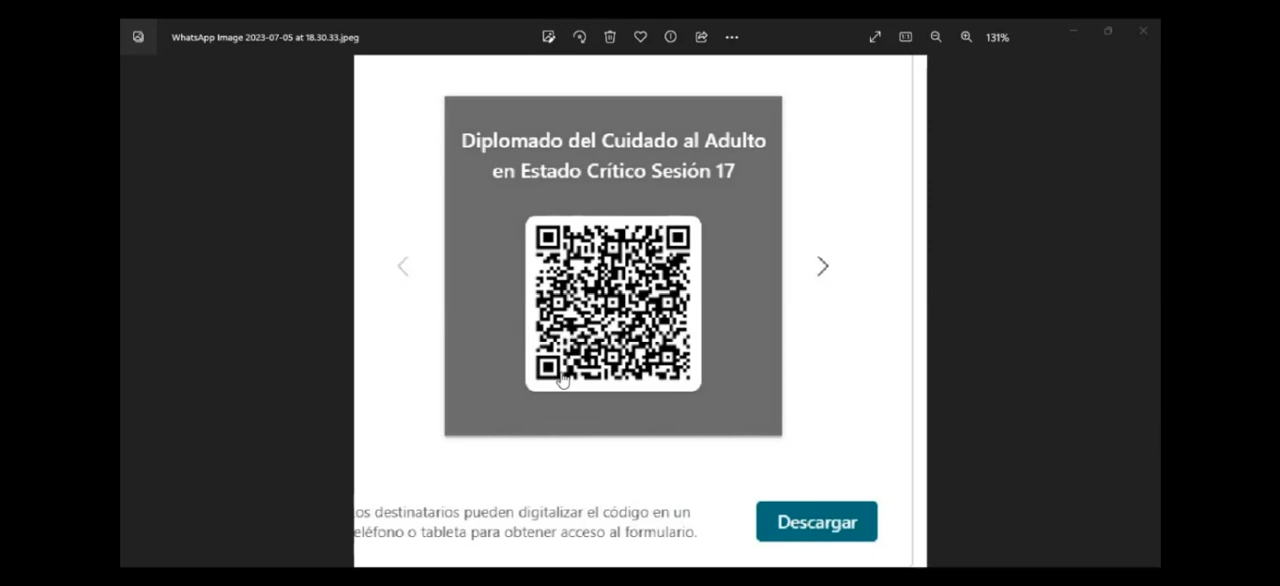 WhatsApp Image 2023-07-05 at 18.30.33.jpeg
131%
Diplomado del Cuidado al Adulto
en Estado Crítico Sesión 17
os destinatarios pueden digitalizar el código en un
eléfono o tableta para obtener acceso al formulario.
Descargar